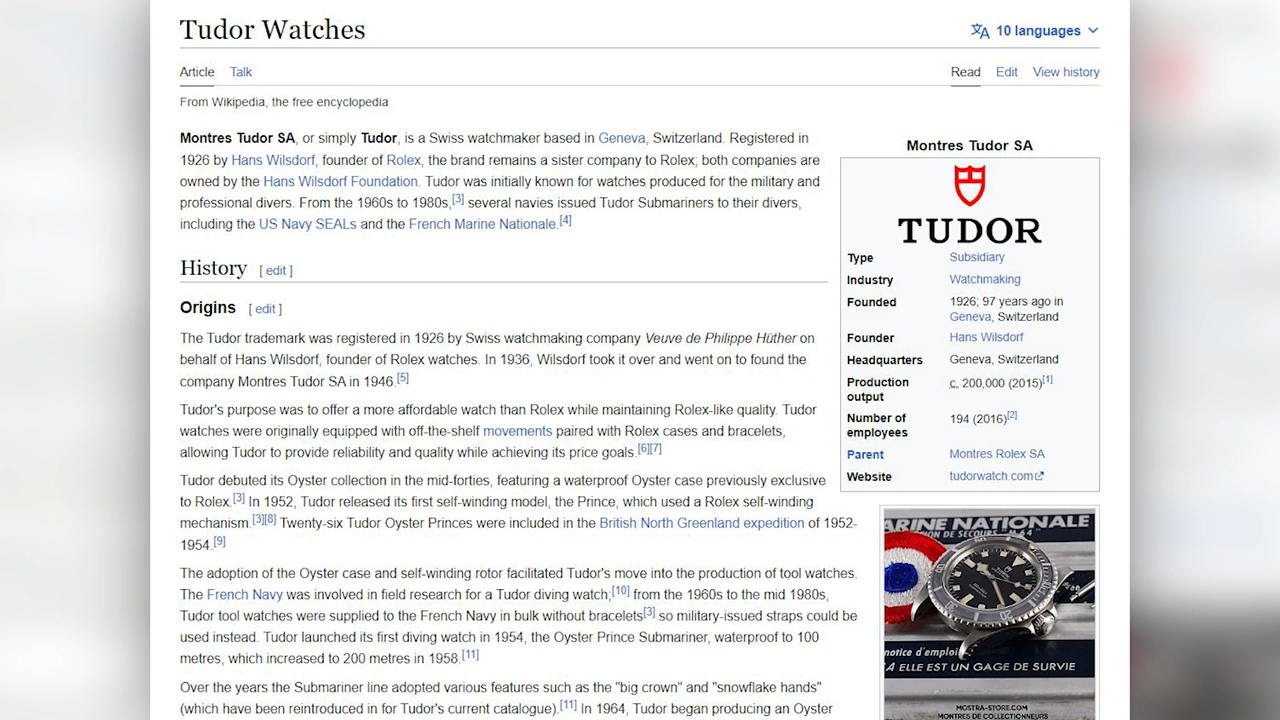 Tudor Watches
10 languages
Article Talk
Read Edit View history
From Wikipedia, the free encyclopedia
Montres Tudor SA, or simply Tudor, is a Swiss watchmaker based in Geneva, Switzerland. Registered in
1926 by Hans Wilsdorf, founder of Rolex, the brand remains a sister company to Rolex; both companies are
owned by the Hans Wilsdorf Foundation. Tudor was initially known for watches produced for the military and
professional divers. From the 1960s to 1980s,[3] several navies issued Tudor Submariners to their divers,
including the US Navy SEALs and the French Marine Nationale.[4]
History [ edit ]
Origins [ edit ]
The Tudor trademark was registered in 1926 by Swiss watchmaking company Veuve de Philippe Hüther on
behalf of Hans Wilsdorf, founder of Rolex watches. In 1936, Wilsdorf took it over and went on to found the
company Montres Tudor SA in 1946.[5]
Tudor's purpose was to offer a more affordable watch than Rolex while maintaining Rolex-like quality. Tudor
watches were originally equipped with off-the-shelf movements paired with Rolex cases and bracelets,
allowing Tudor to provide reliability and quality while achieving its price goals.[6][7]
Tudor debuted its Oyster collection in the mid-forties, featuring a waterproof Oyster case previously exclusive
to Rolex.[3] In 1952, Tudor released its first self-winding model, the Prince, which used a Rolex self-winding
mechanism.[3][8] Twenty-six Tudor Oyster Princes were included in the British North Greenland expedition of 1952-
1954.[9]
The adoption of the Oyster case and self-winding rotor facilitated Tudor's move into the production of tool watches.
The French Navy was involved in field research for a Tudor diving watch;[10] from the 1960s to the mid 1980s,
Tudor tool watches were supplied to the French Navy in bulk without bracelets[3] so military-issued straps could be
used instead. Tudor launched its first diving watch in 1954, the Oyster Prince Submariner, waterproof to 100
metres, which increased to 200 metres in 1958.[11]
Over the years the Submariner line adopted various features such as the "big crown" and "snowflake hands"
(which have been reintroduced in for Tudor's current catalogue).[11] In 1964, Tudor began producing an Oyster
Montres Tudor SA
TUDOR
Type Subsidiary
Industry Watchmaking
Founded 1926; 97 years ago in
Geneva, Switzerland
Founder Hans Wilsdorf
Headquarters Geneva, Switzerland
Production c. 200,000 (2015)[1]
output
Number of 194 (2016)[2]
employees
Parent Montres Rolex SA
Website tudorwatch.com
ARINE NATIONALE
ON DE SECOURS
notice d'emploi
ELLE EST UN GAGE DE SURVIE
MOSTRA-STORE.COM
MONTRES DE COLLECTIONNEURS